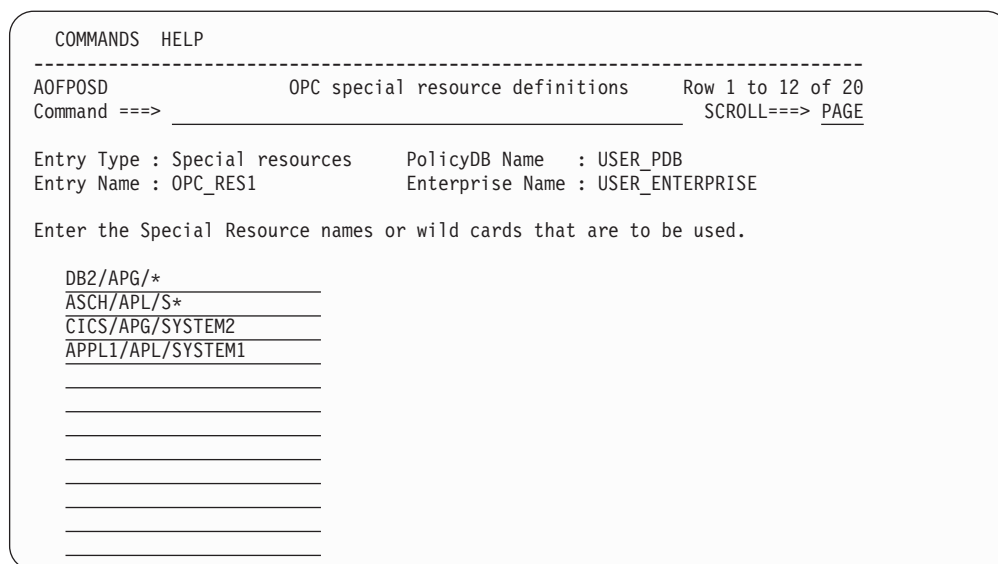 COMMANDS HELP
-------------------------------------------------------------------------------
AOFPOSD OPC special resource definitions Row 1 to 12 of 20
Command ===> SCROLL===> PAGE
Entry Type : Special resources PolicyDB Name : USER_PDB
Entry Name : OPC_RES1 Enterprise Name : USER_ENTERPRISE
Enter the Special Resource names or wild cards that are to be used.
DB2/APG/*
ASCH/APL/S*
CICS/APG/SYSTEM2
APPL1/APL/SYSTEM1